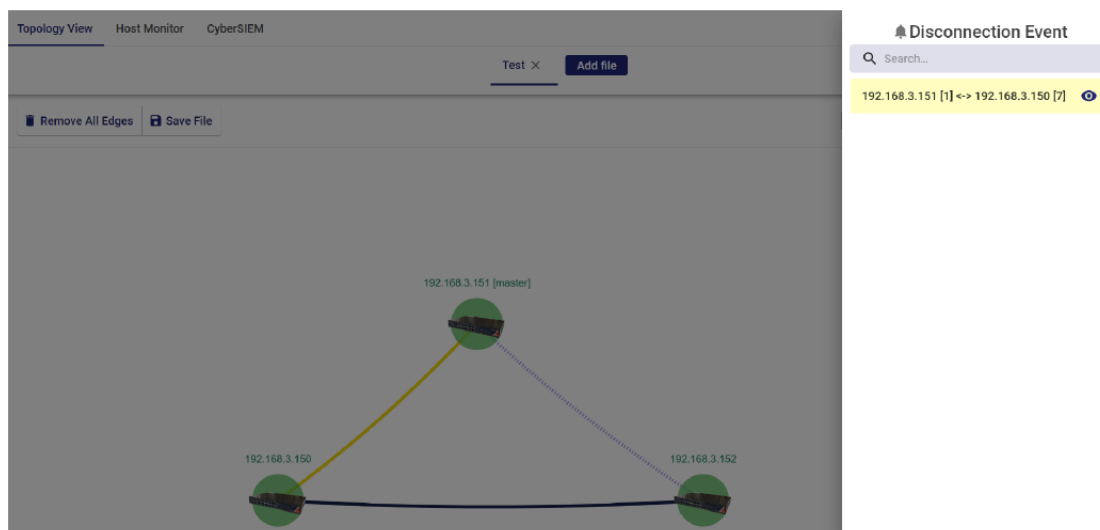 Topology View Host Monitor CyberSIEM
Test × Add file
Remove All Edges Save File
192.168.3.151 [master]
192.168.3.150
192.168.3.152
Disconnection Event
Search...
192.168.3.151 [1] <-> 192.168.3.150 [7]